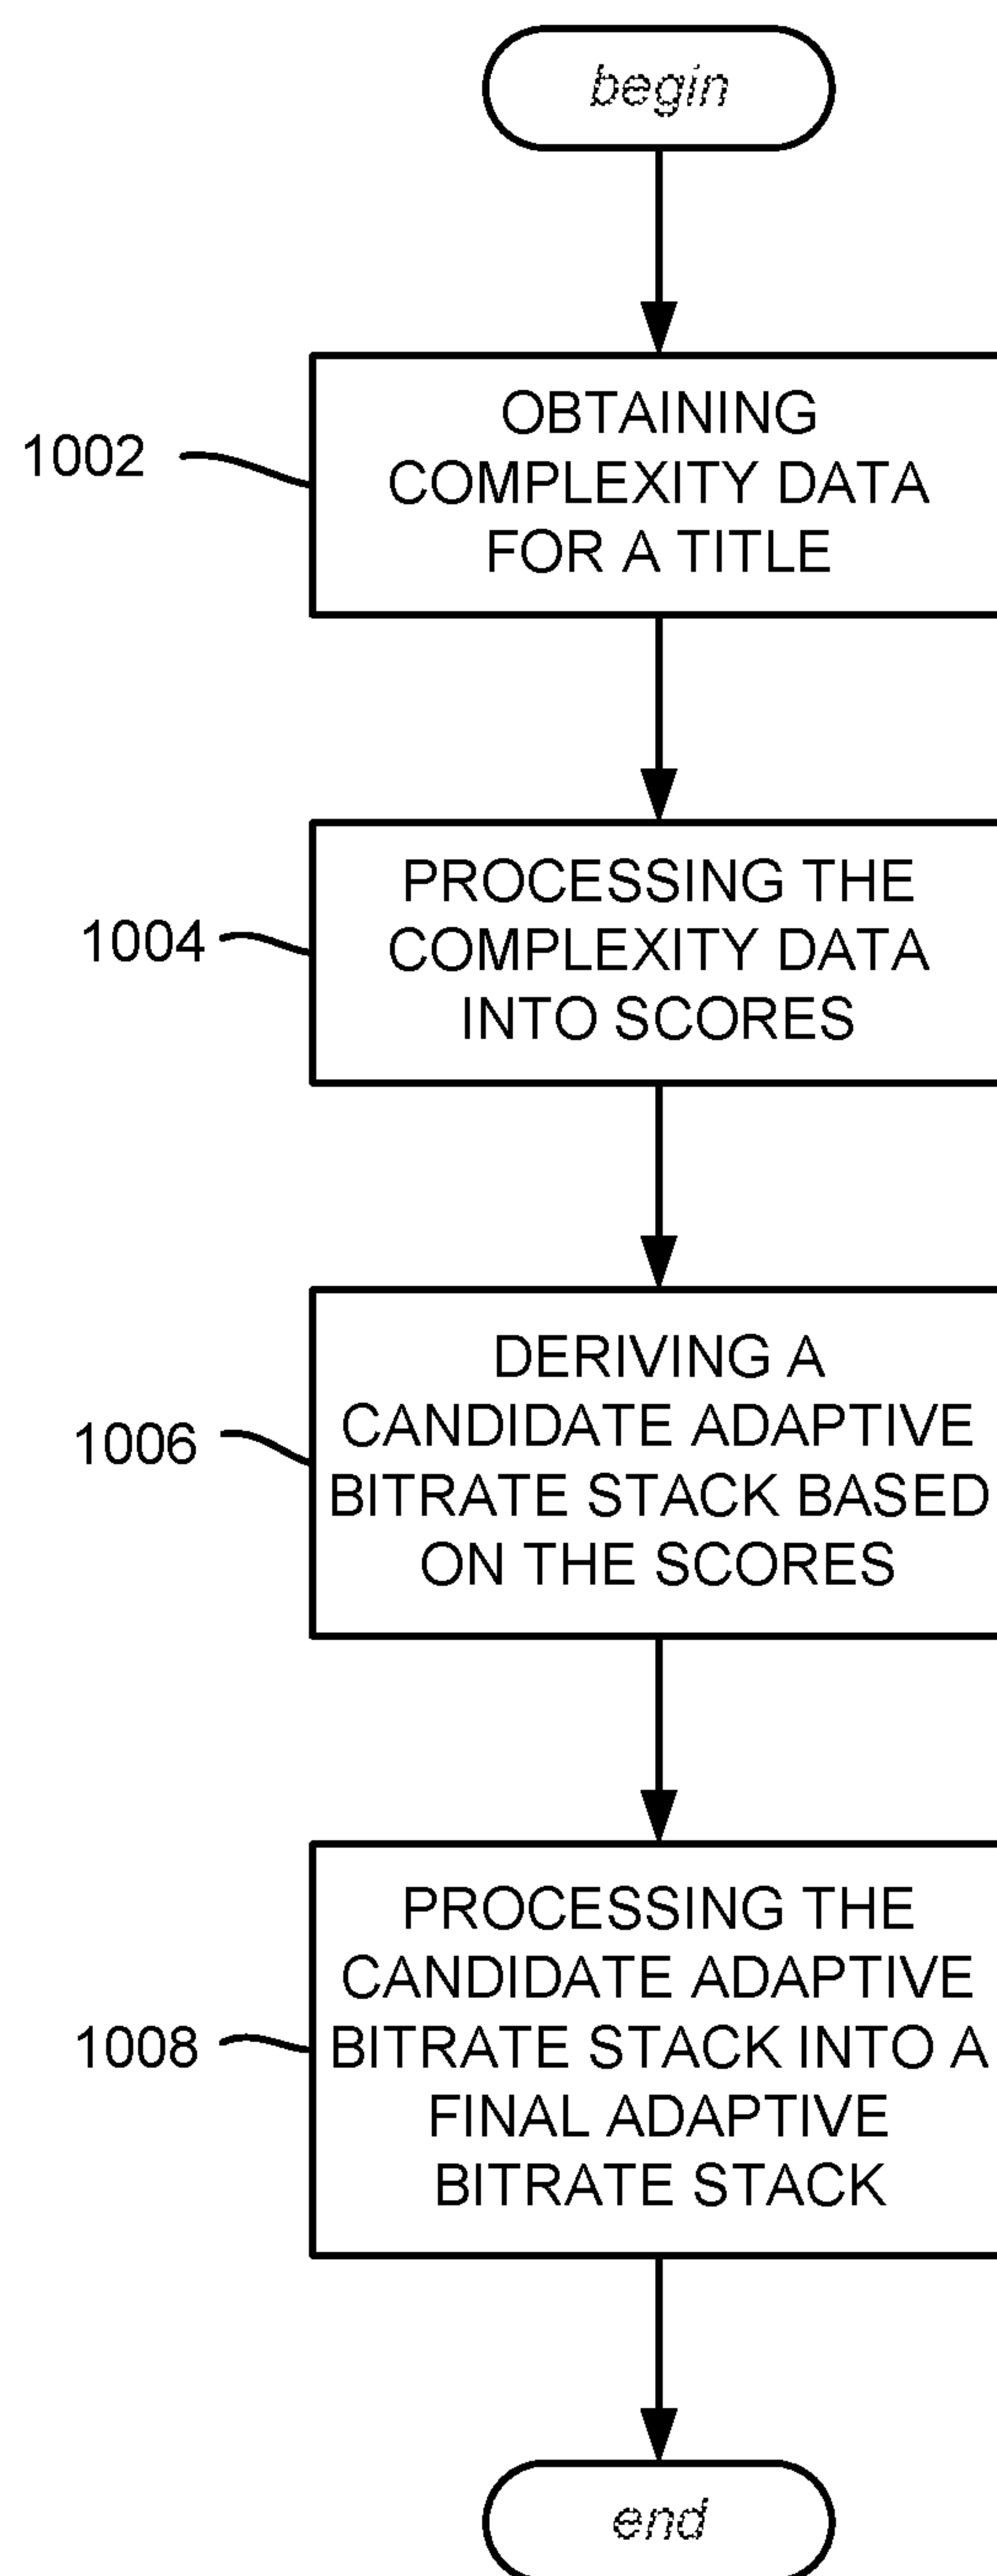 begin
OBTAINING
COMPLEXITY DATA
FOR A TITLE
1002
PROCESSING THE
COMPLEXITY DATA
INTO SCORES
1004
DERIVING A
CANDIDATE ADAPTIVE
BITRATE STACK BASED
ON THE SCORES
1006
PROCESSING THE
CANDIDATE ADAPTIVE
BITRATE STACK INTO A
FINAL ADAPTIVE
BITRATE STACK
1008
end